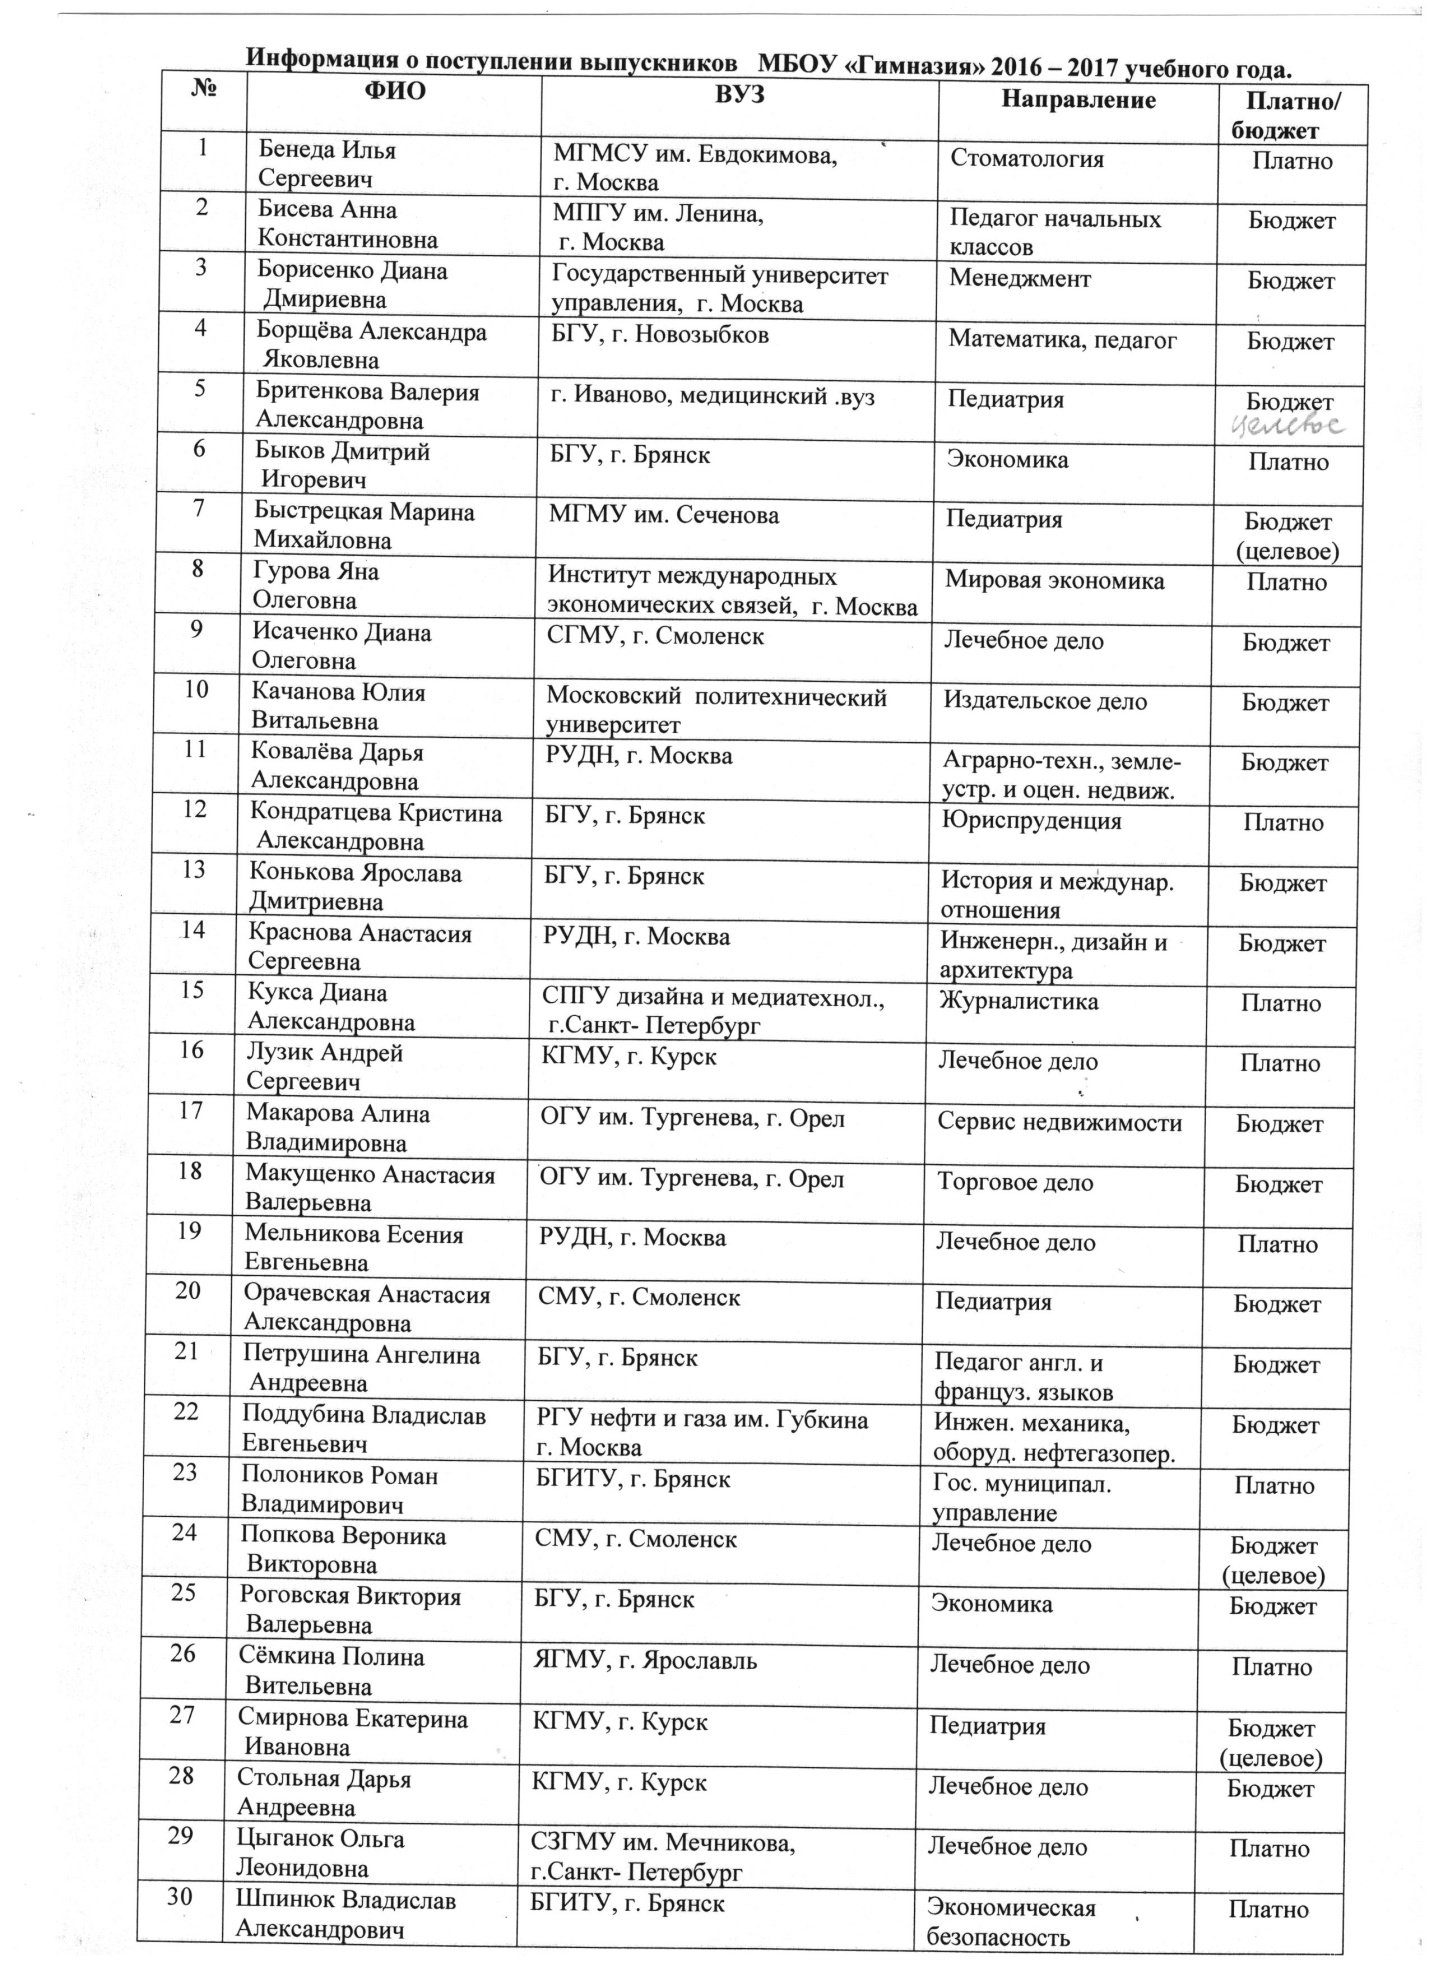 Информация о поступлении выпускников МБОУ «Гимназия» 2016 – 2017 учебного года.
№ ФИО ВУЗ Направление Платно/
бюджет
1 Бенеда Илья МГМСУ им. Евдокимова, Стоматология Платно
Сергеевич г. Москва
2 Бисева Анна МПГУ им. Ленина, Педагог начальных Бюджет
Константиновна г. Москва классов
3 Борисенко Диана Государственный университет Менеджмент Бюджет
Дмириевна управления, г. Москва
4 Борщёва Александра БГУ, г. Новозыбков Математика, педагог Бюджет
Яковлевна
5 Бритенкова Валерия г. Иваново, медицинский .вуз Педиатрия Бюджет
Александровна целевое
6 Быков Дмитрий БГУ, г. Брянск Экономика Платно
Игоревич
7 Быстрецкая Марина МГМУ им. Сеченова Педиатрия Бюджет
Михайловна (целевое)
8 Гурова Яна Институт международных Мировая экономика Платно
Олеговна экономических связей, г. Москва
9 Исаченко Диана СГМУ, г. Смоленск Лечебное дело Бюджет
Олеговна
10 Качанова Юлия Московский политехнический Издательское дело Бюджет
Витальевна университет
11 Ковалёва Дарья РУДН, г. Москва Аграрно-техн., земле- Бюджет
Александровна устр. и оцен. недвиж.
12 Кондратцева Кристина БГУ, г. Брянск Юриспруденция Платно
Александровна
13 Конькова Ярослава БГУ, г. Брянск История и междунар. Бюджет
Дмитриевна отношения
14 Краснова Анастасия РУДН, г. Москва Инженерн., дизайн и Бюджет
Сергеевна архитектура
15 Кукса Диана СПГУ дизайна и медиатехнол., Журналистика Платно
Александровна г.Санкт- Петербург
16 Лузик Андрей КГМУ, г. Курск Лечебное дело Платно
Сергеевич
17 Макарова Алина ОГУ им. Тургенева, г. Орел Сервис недвижимости Бюджет
Владимировна
18 Макущенко Анастасия ОГУ им. Тургенева, г. Орел Торговое дело Бюджет
Валерьевна
19 Мельникова Есения РУДН, г. Москва Лечебное дело Платно
Евгеньевна
20 Орачевская Анастасия СМУ, г. Смоленск Педиатрия Бюджет
Александровна
21 Петрушина Ангелина БГУ, г. Брянск Педагог англ. и Бюджет
Андреевна француз. языков
22 Поддубина Владислав РГУ нефти и газа им. Губкина Инжен. механика, Бюджет
Евгеньевич г. Москва оборуд. нефтегазопер.
23 Полоников Роман БГИТУ, г. Брянск Гос. муниципал. Платно
Владимирович управление
24 Попкова Вероника СМУ, г. Смоленск Лечебное дело Бюджет
Викторовна (целевое)
25 Роговская Виктория БГУ, г. Брянск Экономика Бюджет
Валерьевна
26 Сёмкина Полина ЯГМУ, г. Ярославль Лечебное дело Платно
Вительевна
27 Смирнова Екатерина КГМУ, г. Курск Педиатрия Бюджет
Ивановна (целевое)
28 Стольная Дарья КГМУ, г. Курск Лечебное дело Бюджет
Андреевна
29 Цыганок Ольга СЗГМУ им. Мечникова, Лечебное дело Платно
Леонидовна г.Санкт- Петербург
30 Шпинюк Владислав БГИТУ, г. Брянск Экономическая Платно
Александрович безопасность